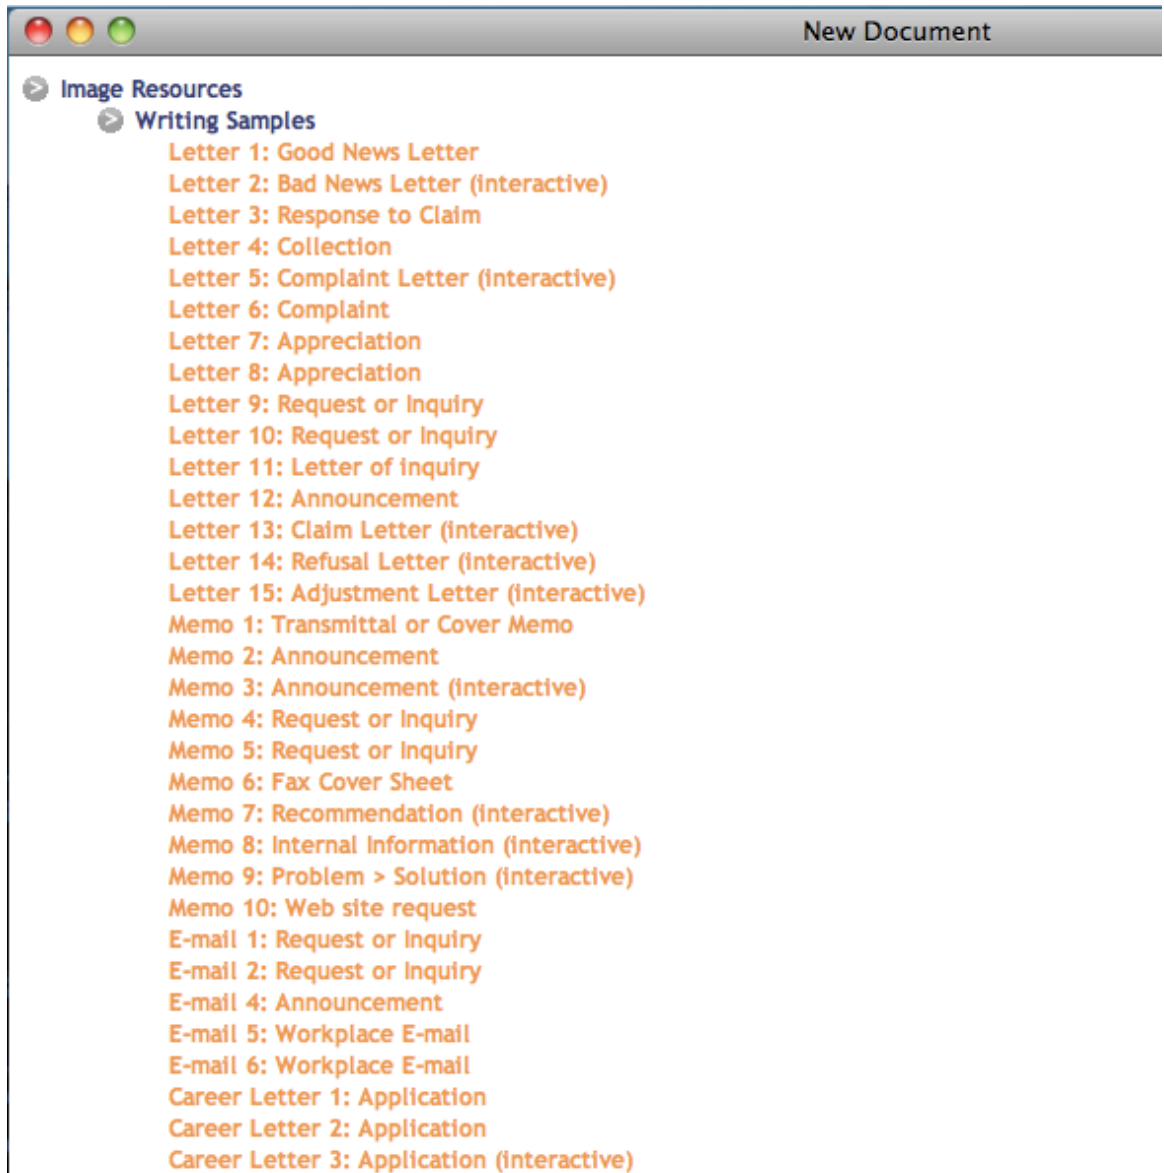 New Document
Image Resources
Writing Samples
Letter 1: Good News Letter
Letter 2: Bad News Letter (interactive)
Letter 3: Response to Claim
Letter 4: Collection
Letter 5: Complaint Letter (interactive)
Letter 6: Complaint
Letter 7: Appreciation
Letter 8: Appreciation
Letter 9: Request or Inquiry
Letter 10: Request or Inquiry
Letter 11: Letter of inquiry
Letter 12: Announcement
Letter 13: Claim Letter (interactive)
Letter 14: Refusal Letter (interactive)
Letter 15: Adjustment Letter (interactive)
Memo 1: Transmittal or Cover Memo
Memo 2: Announcement
Memo 3: Announcement (interactive)
Memo 4: Request or Inquiry
Memo 5: Request or Inquiry
Memo 6: Fax Cover Sheet
Memo 7: Recommendation (interactive)
Memo 8: Internal Information (interactive)
Memo 9: Problem > Solution (interactive)
Memo 10: Web site request
E-mail 1: Request or Inquiry
E-mail 2: Request or Inquiry
E-mail 4: Announcement
E-mail 5: Workplace E-mail
E-mail 6: Workplace E-mail
Career Letter 1: Application
Career Letter 2: Application
Career Letter 3: Application (interactive)